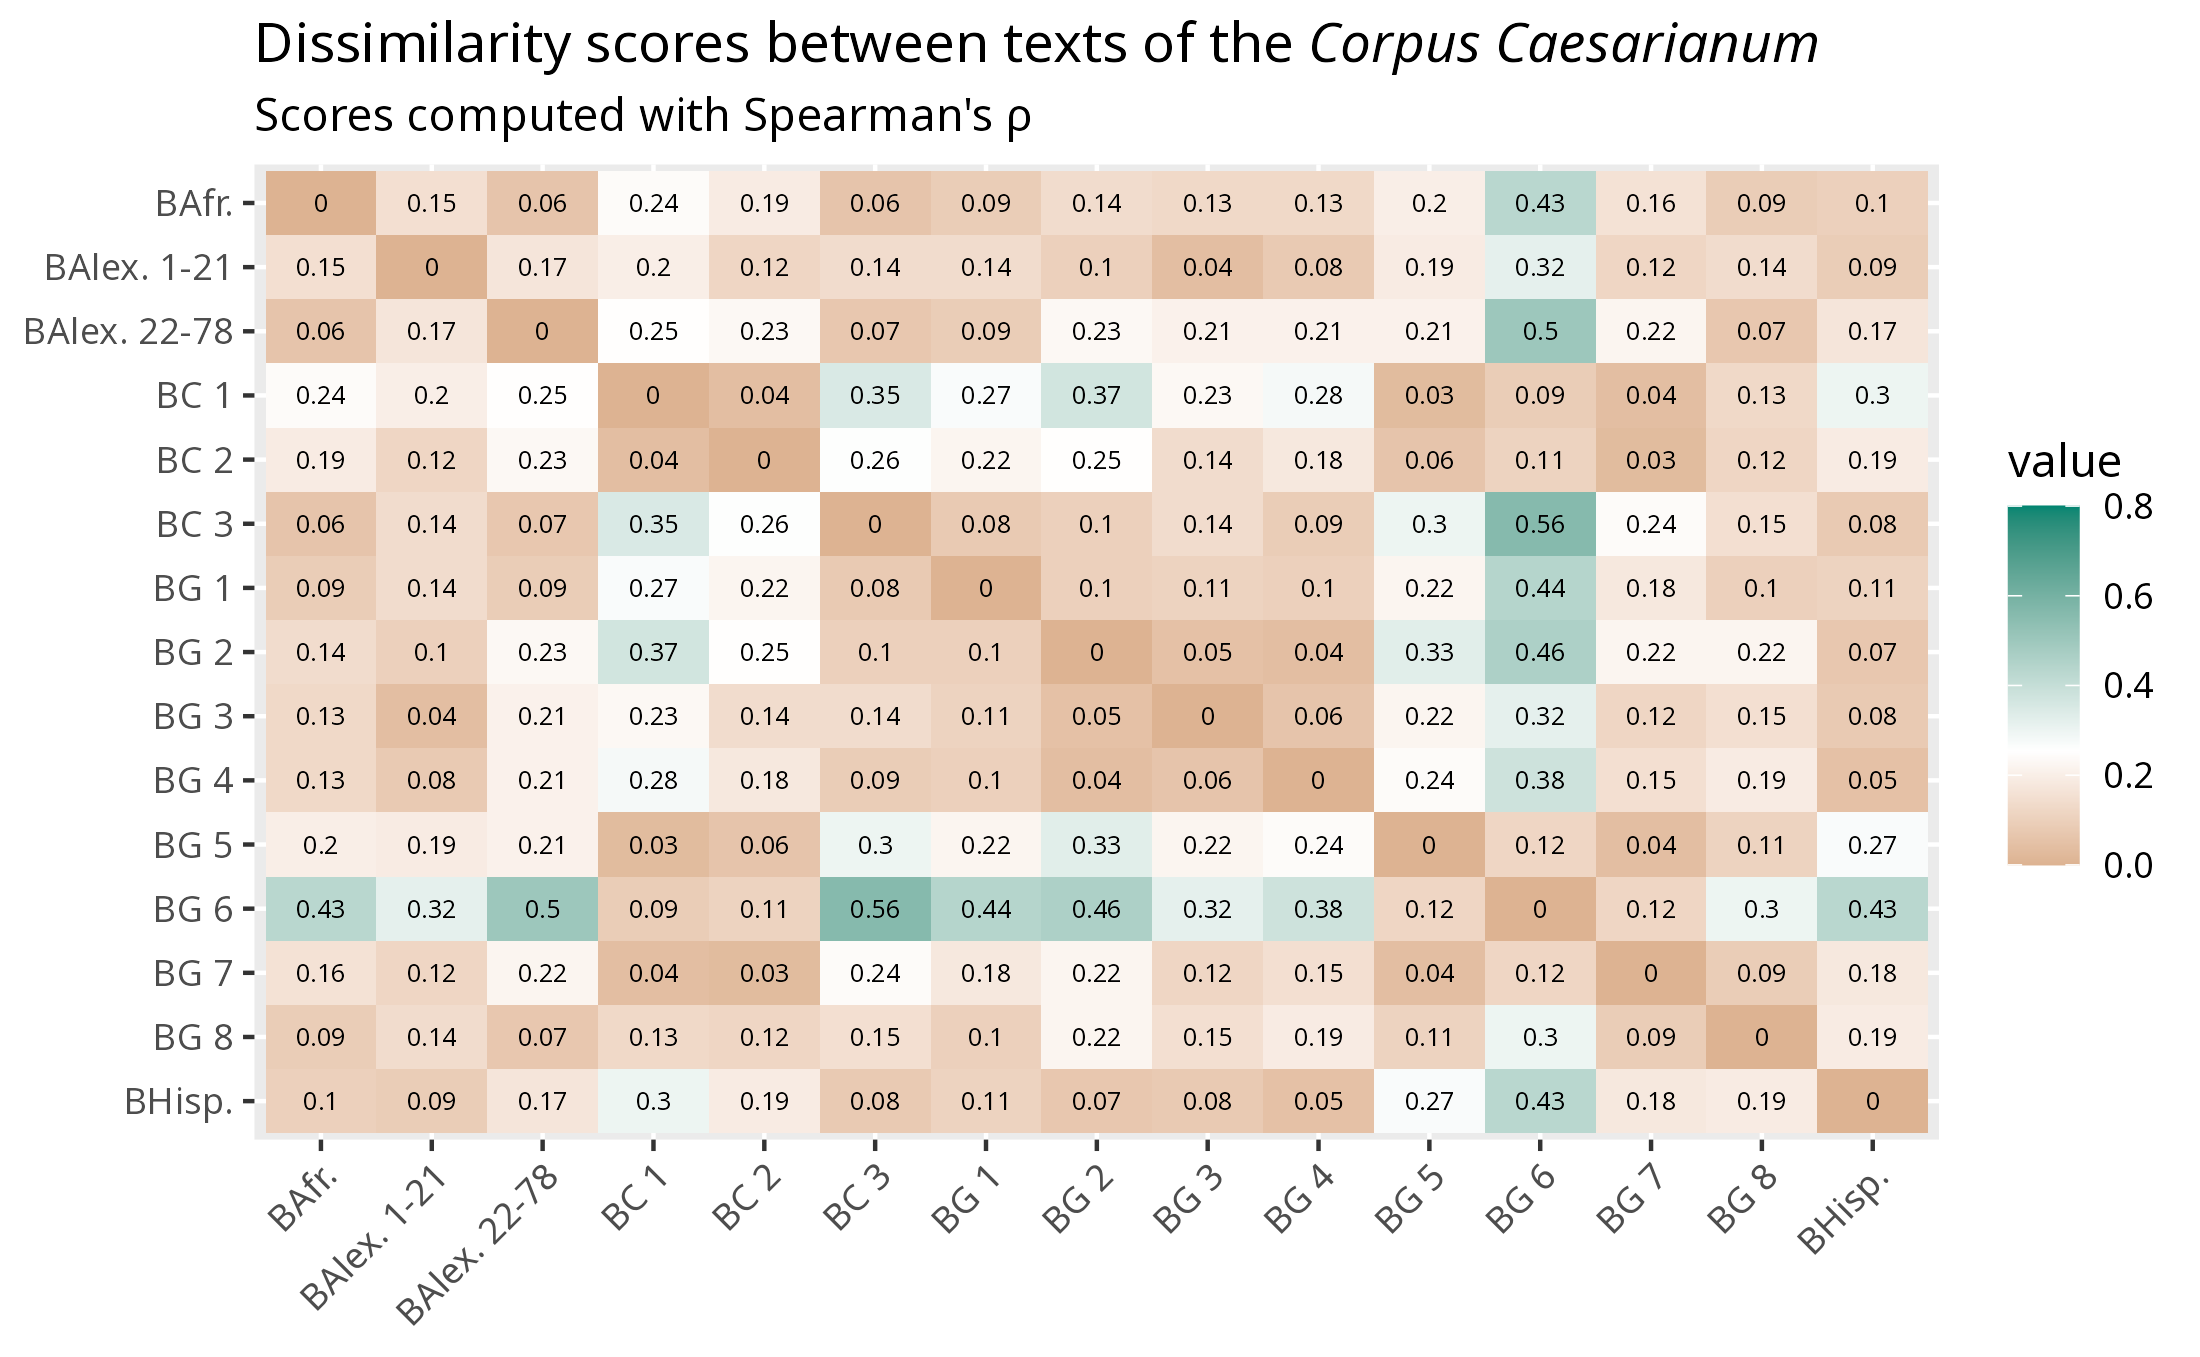 Dissimilarity scores between texts of the Corpus Caesarianum
Scores computed with Spearman's ρ
BAfr. 0 0.15 0.06 0.24 0.19 0.06 0.09 0.14 0.13 0.13 0.2 0.43 0.16 0.09 0.1
BAlex. 1-21 0.15 0 0.17 0.2 0.12 0.14 0.14 0.1 0.04 0.08 0.19 0.32 0.12 0.14 0.09
BAlex. 22-78 0.06 0.17 0 0.25 0.23 0.07 0.09 0.23 0.21 0.21 0.21 0.5 0.22 0.07 0.17
BC 1 0.24 0.2 0.25 0 0.04 0.35 0.27 0.37 0.23 0.28 0.03 0.09 0.04 0.13 0.3
BC 2 0.19 0.12 0.23 0.04 0 0.26 0.22 0.25 0.14 0.18 0.06 0.11 0.03 0.12 0.19
BC 3 0.06 0.14 0.07 0.35 0.26 0 0.08 0.1 0.14 0.09 0.3 0.56 0.24 0.15 0.08
BG 1 0.09 0.14 0.09 0.27 0.22 0.08 0 0.1 0.11 0.1 0.22 0.44 0.18 0.1 0.11
BG 2 0.14 0.1 0.23 0.37 0.25 0.1 0.1 0 0.05 0.04 0.33 0.46 0.22 0.22 0.07
BG 3 0.13 0.04 0.21 0.23 0.14 0.14 0.11 0.05 0 0.06 0.22 0.32 0.12 0.15 0.08
BG 4 0.13 0.08 0.21 0.28 0.18 0.09 0.1 0.04 0.06 0 0.24 0.38 0.15 0.19 0.05
BG 5 0.2 0.19 0.21 0.03 0.06 0.3 0.22 0.33 0.22 0.24 0 0.12 0.04 0.11 0.27
BG 6 0.43 0.32 0.5 0.09 0.11 0.56 0.44 0.46 0.32 0.38 0.12 0 0.12 0.3 0.43
BG 7 0.16 0.12 0.22 0.04 0.03 0.24 0.18 0.22 0.12 0.15 0.04 0.12 0 0.09 0.18
BG 8 0.09 0.14 0.07 0.13 0.12 0.15 0.1 0.22 0.15 0.19 0.11 0.3 0.09 0 0.19
BHisp. 0.1 0.09 0.17 0.3 0.19 0.08 0.11 0.07 0.08 0.05 0.27 0.43 0.18 0.19 0
BAfr. BAlex. 1-21 BAlex. 22-78 BC 1 BC 2 BC 3 BG 1 BG 2 BG 3 BG 4 BG 5 BG 6 BG 7 BG 8 BHisp.
value
0.8
0.6
0.4
0.2
0.0